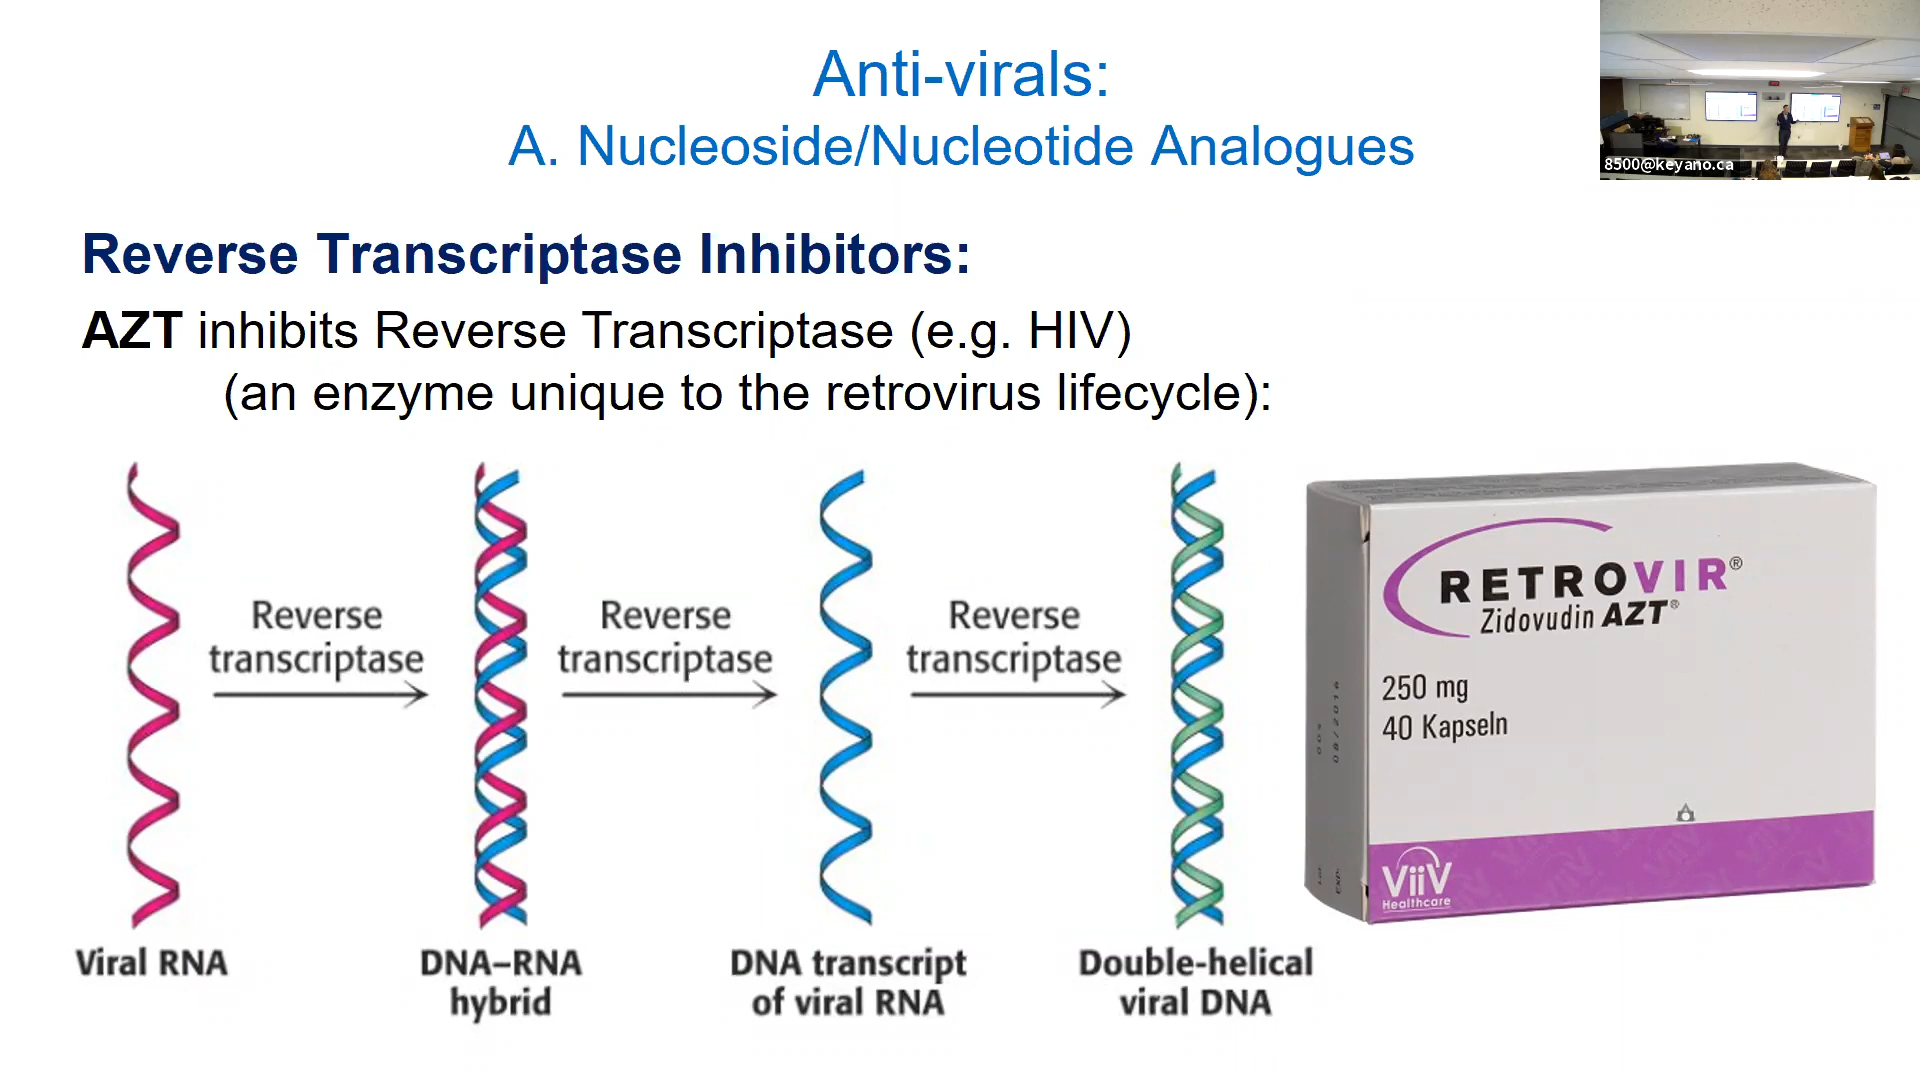 Anti-virals:
A. Nucleoside/Nucleotide Analogues
8500@keyano.ca
Reverse Transcriptase Inhibitors:
AZT inhibits Reverse Transcriptase (e.g. HIV)
(an enzyme unique to the retrovirus lifecycle):
Reverse
transcriptase
Reverse
transcriptase
Reverse
transcriptase
Viral RNA
DNA–RNA
hybrid
DNA transcript
of viral RNA
Double-helical
viral DNA
RETROVIR®
Zidovudin AZT®
250 mg
40 Kapseln
08/2016
ViiV
Healthcare